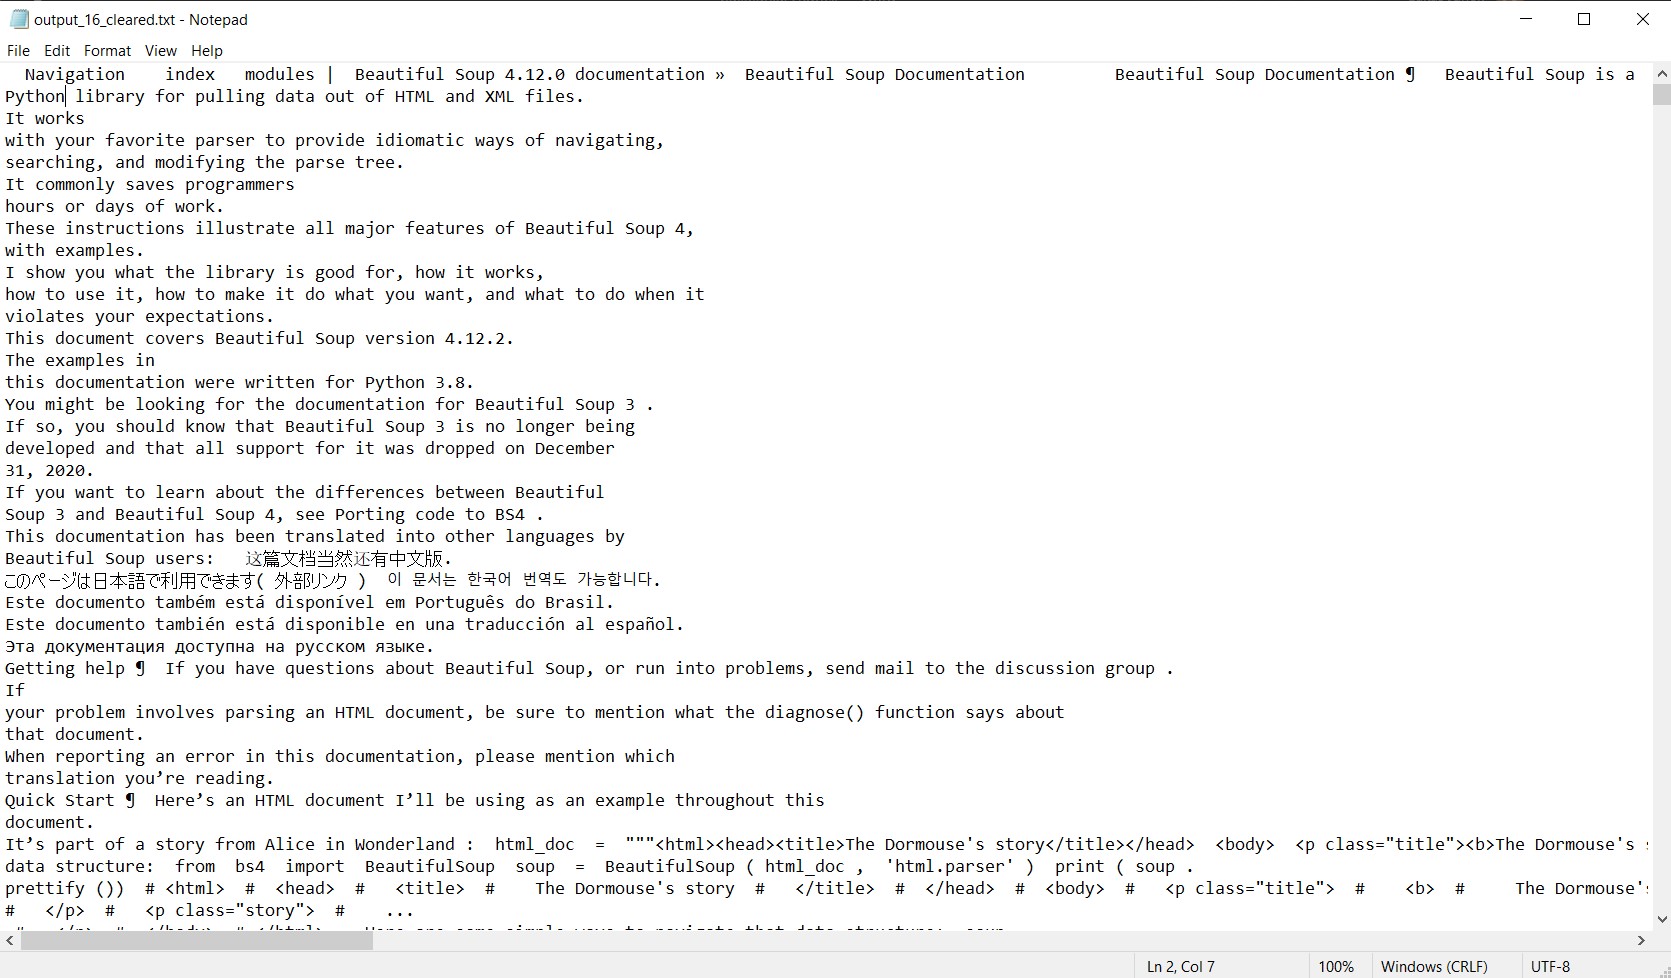 output_16_cleared.txt - Notepad
File Edit Format View Help
Navigation index modules | Beautiful Soup 4.12.0 documentation » Beautiful Soup Documentation Beautiful Soup Documentation ¶ Beautiful Soup is a
Python library for pulling data out of HTML and XML files.
It works
with your favorite parser to provide idiomatic ways of navigating,
searching, and modifying the parse tree.
It commonly saves programmers
hours or days of work.
These instructions illustrate all major features of Beautiful Soup 4,
with examples.
I show you what the library is good for, how it works,
how to use it, how to make it do what you want, and what to do when it
violates your expectations.
This document covers Beautiful Soup version 4.12.2.
The examples in
this documentation were written for Python 3.8.
You might be looking for the documentation for Beautiful Soup 3 .
If so, you should know that Beautiful Soup 3 is no longer being
developed and that all support for it was dropped on December
31, 2020.
If you want to learn about the differences between Beautiful
Soup 3 and Beautiful Soup 4, see Porting code to BS4 .
This documentation has been translated into other languages by
Beautiful Soup users: 这篇文档当然还有中文版.
このページは日本語で利用できます( 外部リンク ) 이 문서는 한국어 번역도 가능합니다.
Este documento também está disponível em Português do Brasil.
Este documento también está disponible en una traducción al español.
Эта документация доступна на русском языке.
Getting help ¶ If you have questions about Beautiful Soup, or run into problems, send mail to the discussion group .
If
your problem involves parsing an HTML document, be sure to mention what the diagnose() function says about
that document.
When reporting an error in this documentation, please mention which
translation you’re reading.
Quick Start ¶ Here’s an HTML document I’ll be using as an example throughout this
document.
It’s part of a story from Alice in Wonderland : html_doc = """<html><head><title>The Dormouse's story</title></head> <body> <p class="title"><b>The Dormouse's
data structure: from bs4 import BeautifulSoup soup = BeautifulSoup ( html_doc , 'html.parser' ) print ( soup .
prettify ()) # <html> # <head> # <title> # The Dormouse's story # </title> # </head> # <body> # <p class="title"> # <b> # The Dormouse's
# </p> # <p class="story"> # ...
Ln 2, Col 7 100% Windows (CRLF) UTF-8